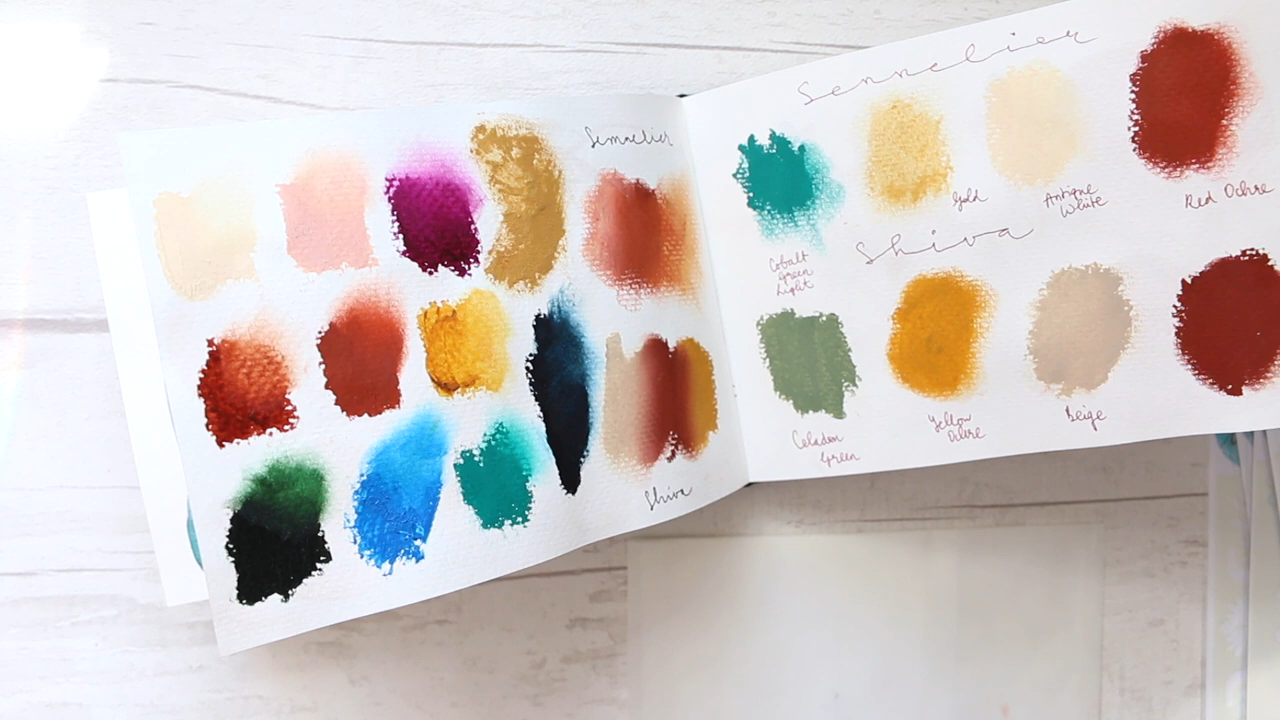 Sennelier
Shiva
Sennelier
Gold
Antique
White
Red Ochre
Cobalt
Green
Light
Shiva
Celadon
Green
Yellow
Ochre
Beige